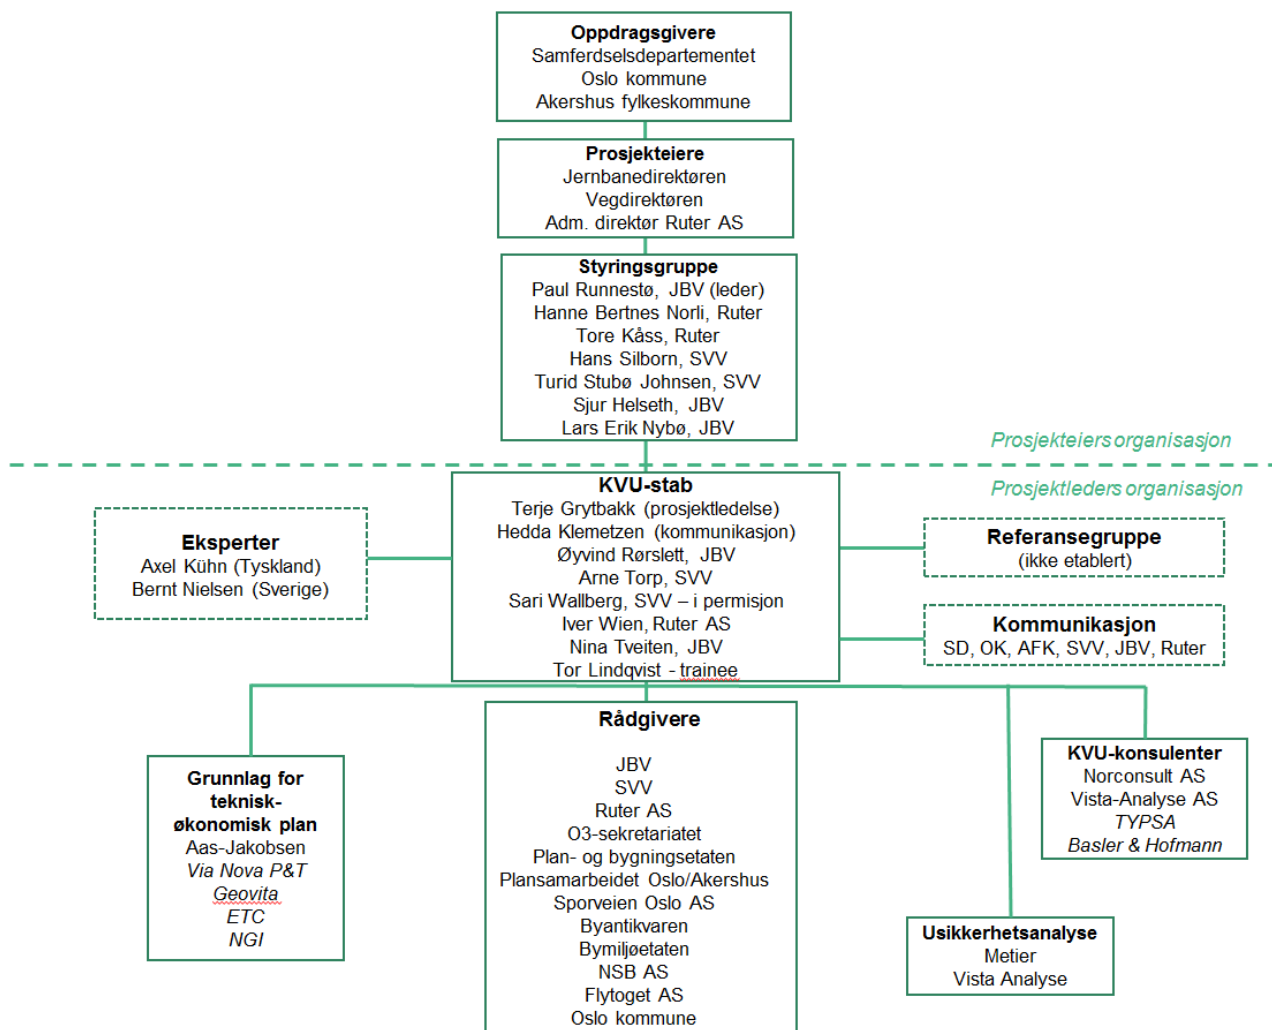 Oppdragsgivere
Samferdselsdepartementet
Oslo kommune
Akershus fylkeskommune
Prosjekteiere
Jernbanedirektøren
Vegdirektøren
Adm. direktør Ruter AS
Styringsgruppe
Paul Runnestø, JBV (leder)
Hanne Bertnes Norli, Ruter
Tore Kåss, Ruter
Hans Silborn, SVV
Turid Stubø Johnsen, SVV
Sjur Helseth, JBV
Lars Erik Nybø, JBV
Prosjekteiers organisasjon
Prosjektleders organisasjon
KVU-stab
Terje Grytbakk (prosjektledelse)
Hedda Klemetzen (kommunikasjon)
Øyvind Rørslett, JBV
Arne Torp, SVV
Sari Wallberg, SVV – i permisjon
Iver Wien, Ruter AS
Nina Tveiten, JBV
Tor Lindqvist - trainee
Eksperter
Axel Kühn (Tyskland)
Bernt Nielsen (Sverige)
Referansegruppe
(ikke etablert)
Kommunikasjon
SD, OK, AFK, SVV, JBV, Ruter
Grunnlag for
teknisk-
økonomisk plan
Aas-Jakobsen
Via Nova P&T
Geovita
ETC
NGI
Rådgivere
JBV
SVV
Ruter AS
O3-sekretariatet
Plan- og bygningsetaten
Plansamarbeidet Oslo/Akershus
Sporveien Oslo AS
Byantikvaren
Bymiljøetaten
NSB AS
Flytoget AS
Oslo kommune
KVU-konsulenter
Norconsult AS
Vista-Analyse AS
TYPSA
Basler & Hofmann
Usikkerhetsanalyse
Metier
Vista Analyse